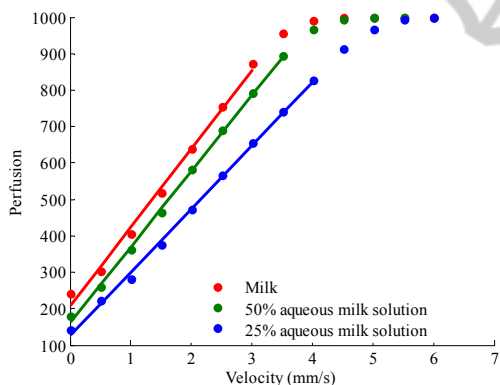 1000
900
800
700
600
500
400
300
200
100
Perfusion
Milk
50% aqueous milk solution
25% aqueous milk solution
0 1 2 3 4 5 6 7
Velocity (mm/s)